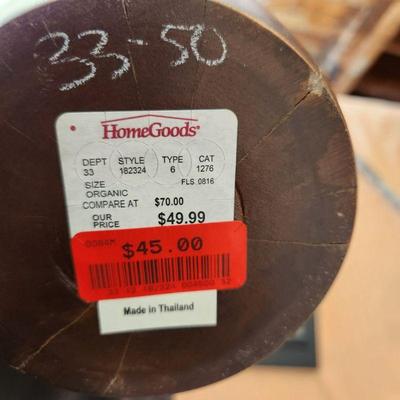 33-50
HomeGoods®
DEPT STYLE TYPE CAT
33 182324 6 1276
SIZE FLS 0816
ORGANIC
COMPARE AT $70.00
OUR
PRICE $49.99
$45.00
Made in Thailand